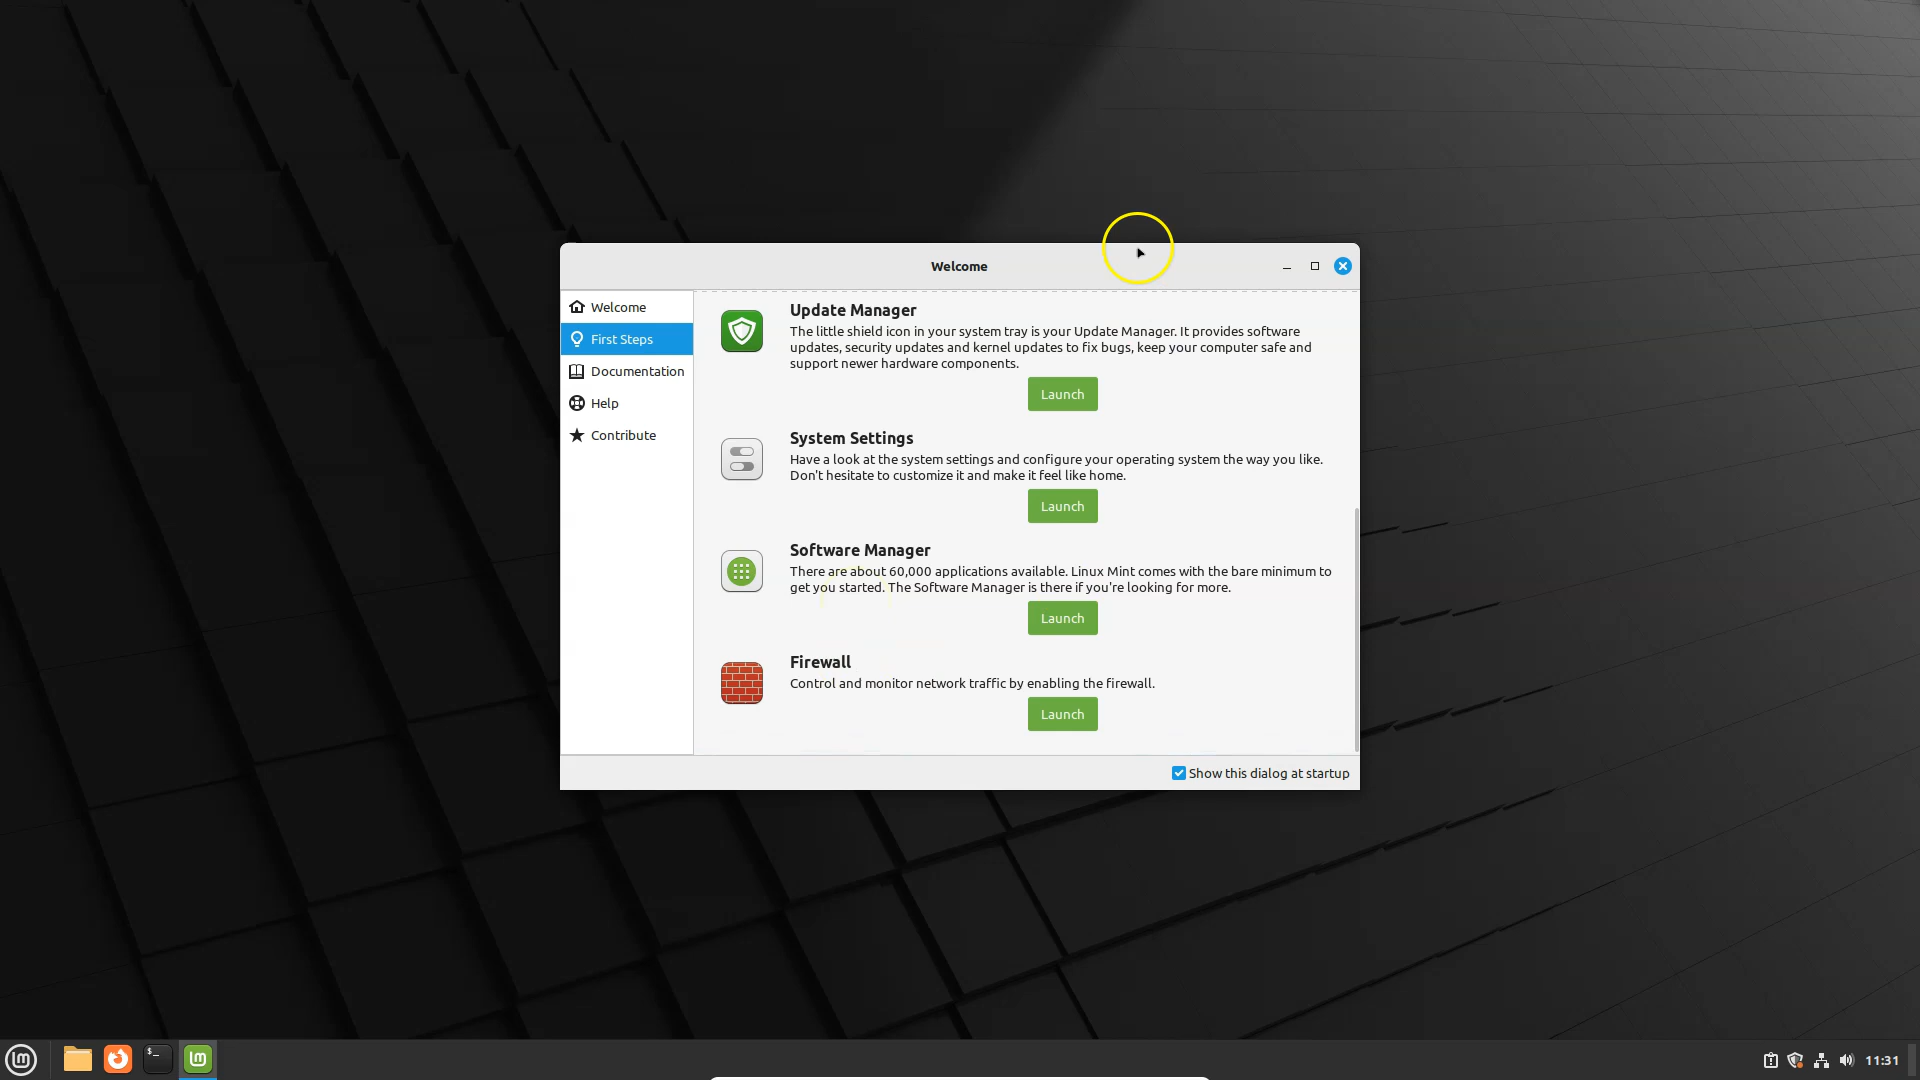 Welcome
Welcome
First Steps
Documentation
Help
Contribute
Update Manager
The little shield icon in your system tray is your Update Manager. It provides software
updates, security updates and kernel updates to fix bugs, keep your computer safe and
support newer hardware components.
Launch
System Settings
Have a look at the system settings and configure your operating system the way you like.
Don't hesitate to customize it and make it feel like home.
Launch
Software Manager
There are about 60,000 applications available. Linux Mint comes with the bare minimum to
get you started. The Software Manager is there if you're looking for more.
Launch
Firewall
Control and monitor network traffic by enabling the firewall.
Launch
Show this dialog at startup
$_
11:31